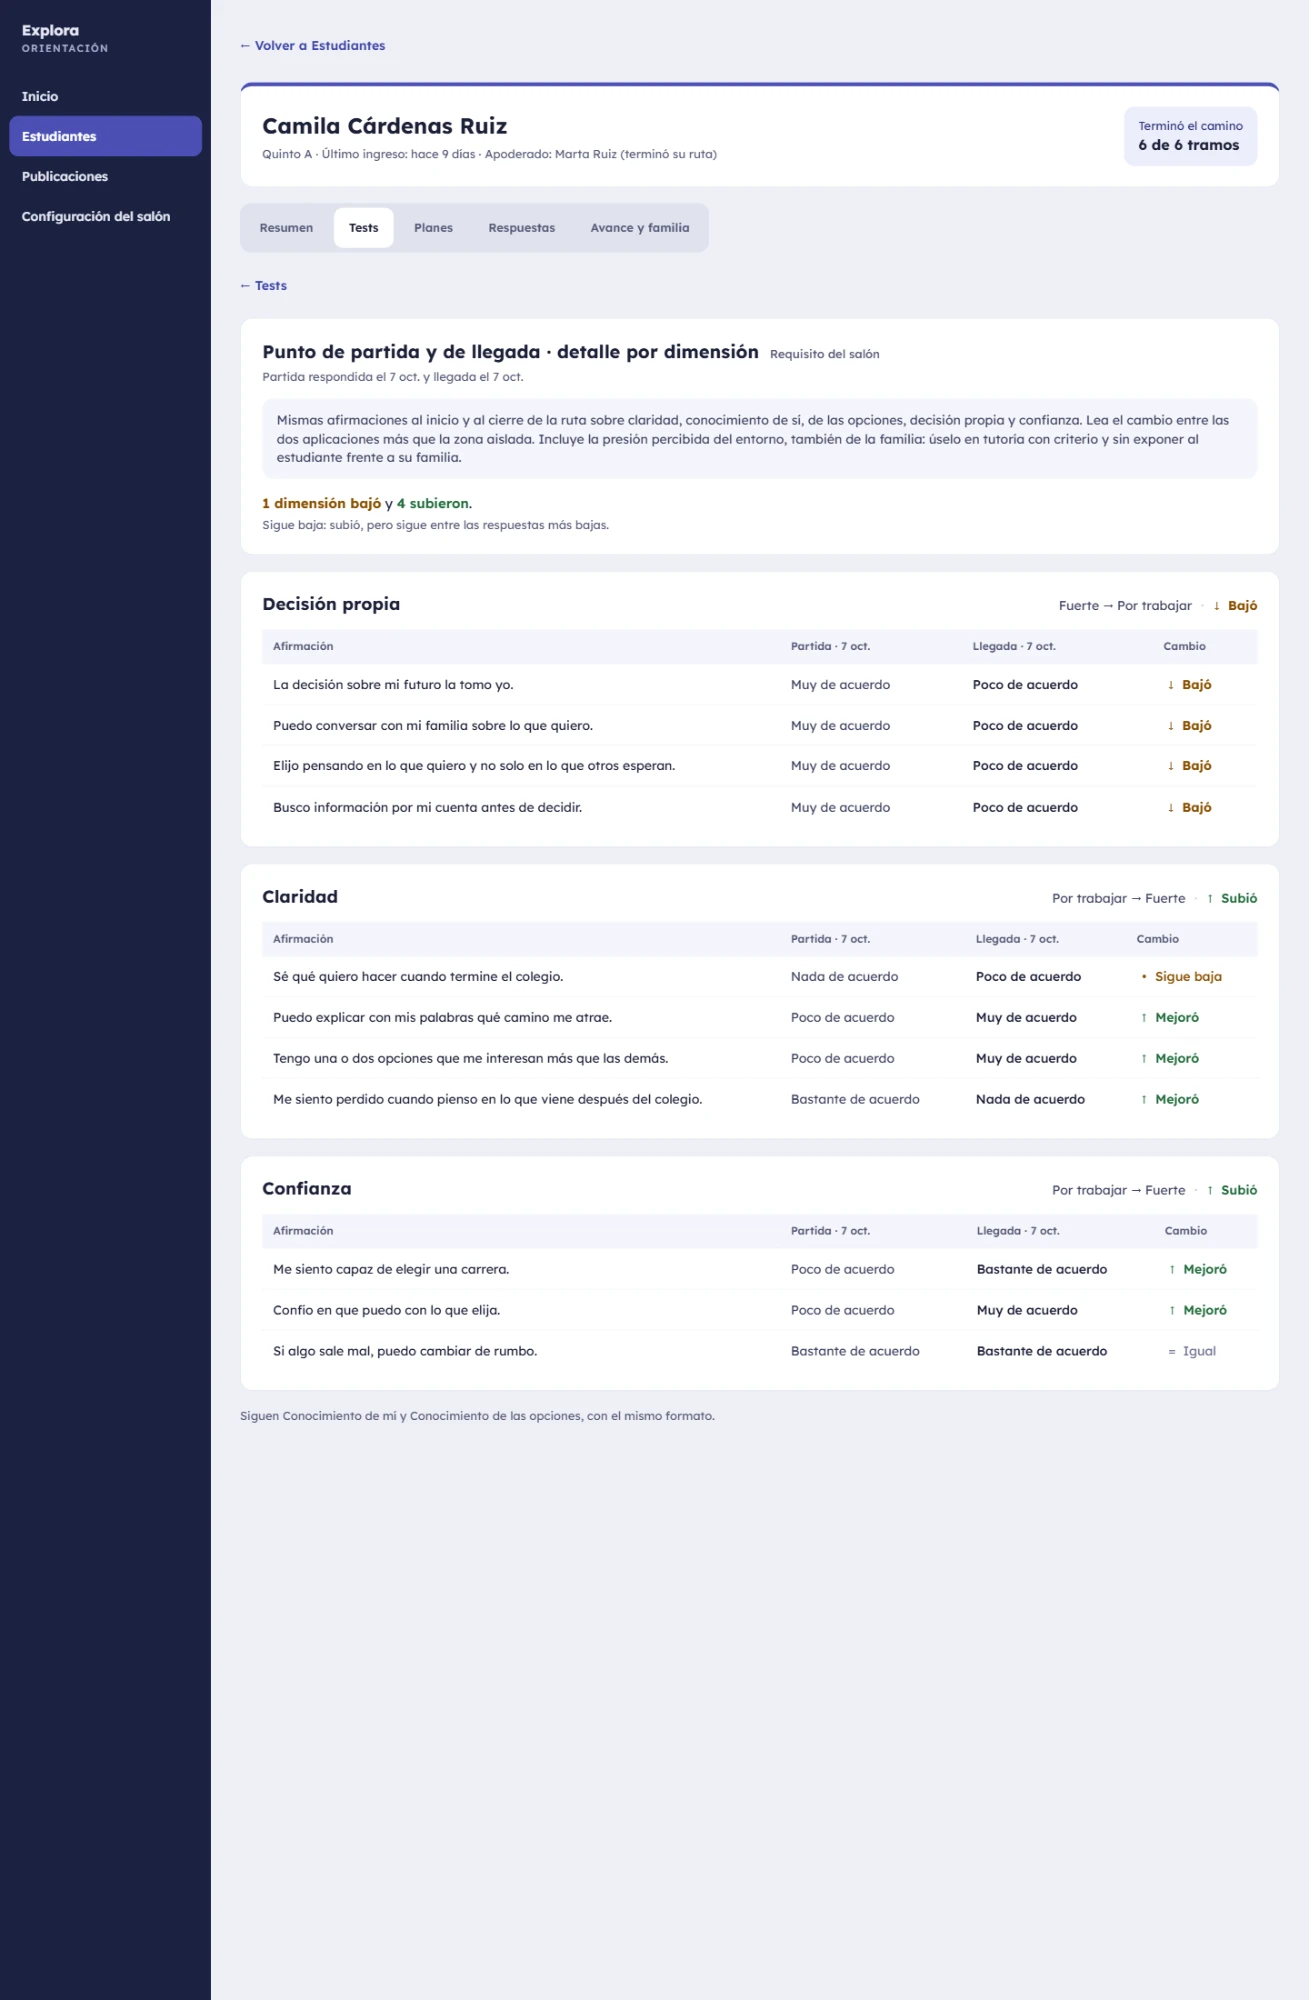 Explora
ORIENTACIÓN
Inicio
Estudiantes
Publicaciones
Configuración del salón
← Volver a Estudiantes
Camila Cárdenas Ruiz
Quinto A · Último ingreso: hace 9 días · Apoderado: Marta Ruiz (terminó su ruta)
Terminó el camino
6 de 6 tramos
Resumen Tests Planes Respuestas Avance y familia
← Tests
Punto de partida y de llegada · detalle por dimensión Requisito del salón
Partida respondida el 7 oct. y llegada el 7 oct.
Mismas afirmaciones al inicio y al cierre de la ruta sobre claridad, conocimiento de sí, de las opciones, decisión propia y confianza. Lea el cambio entre las
dos aplicaciones más que la zona aislada. Incluye la presión percibida del entorno, también de la familia: úselo en tutoría con criterio y sin exponer al
estudiante frente a su familia.
1 dimensión bajó y 4 subieron.
Sigue baja: subió, pero sigue entre las respuestas más bajas.
Decisión propia Fuerte → Por trabajar · ↓ Bajó
Afirmación Partida · 7 oct. Llegada · 7 oct. Cambio
La decisión sobre mi futuro la tomo yo. Muy de acuerdo Poco de acuerdo ↓ Bajó
Puedo conversar con mi familia sobre lo que quiero. Muy de acuerdo Poco de acuerdo ↓ Bajó
Elijo pensando en lo que quiero y no solo en lo que otros esperan. Muy de acuerdo Poco de acuerdo ↓ Bajó
Busco información por mi cuenta antes de decidir. Muy de acuerdo Poco de acuerdo ↓ Bajó
Claridad Por trabajar → Fuerte · ↑ Subió
Afirmación Partida · 7 oct. Llegada · 7 oct. Cambio
Sé qué quiero hacer cuando termine el colegio. Nada de acuerdo Poco de acuerdo • Sigue baja
Puedo explicar con mis palabras qué camino me atrae. Poco de acuerdo Muy de acuerdo ↑ Mejoró
Tengo una o dos opciones que me interesan más que las demás. Poco de acuerdo Muy de acuerdo ↑ Mejoró
Me siento perdido cuando pienso en lo que viene después del colegio. Bastante de acuerdo Nada de acuerdo ↑ Mejoró
Confianza Por trabajar → Fuerte · ↑ Subió
Afirmación Partida · 7 oct. Llegada · 7 oct. Cambio
Me siento capaz de elegir una carrera. Poco de acuerdo Bastante de acuerdo ↑ Mejoró
Confío en que puedo con lo que elija. Poco de acuerdo Muy de acuerdo ↑ Mejoró
Si algo sale mal, puedo cambiar de rumbo. Bastante de acuerdo Bastante de acuerdo = Igual
Siguen Conocimiento de mí y Conocimiento de las opciones, con el mismo formato.